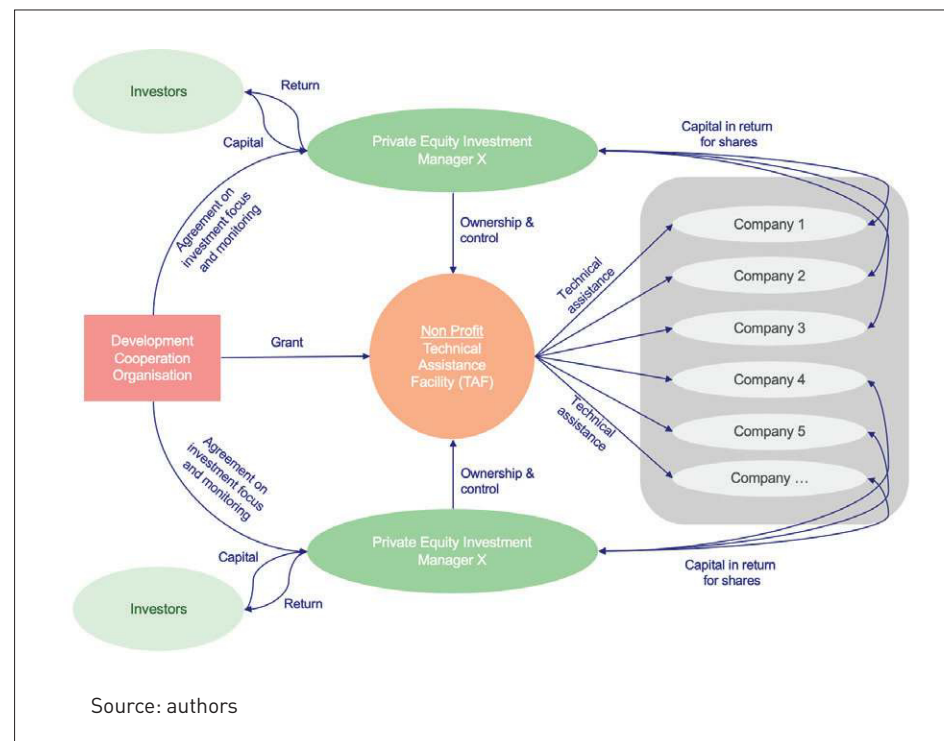 Investors
Return
Capital
Private Equity Investment
Manager X
Capital in return
for shares
Agreement on
investment focus
and monitoring
Ownership &
control
Technical
assistance
Company 1
Company 2
Company 3
Company 4
Company 5
Company ...
Development
Cooperation
Organisation
Grant
Non Profit
Technical
Assistance
Facility (TAF)
Technical
assistance
Agreement on
investment focus
and monitoring
Ownership &
control
Private Equity Investment
Manager X
Capital in return
for shares
Capital
Return
Investors
Source: authors